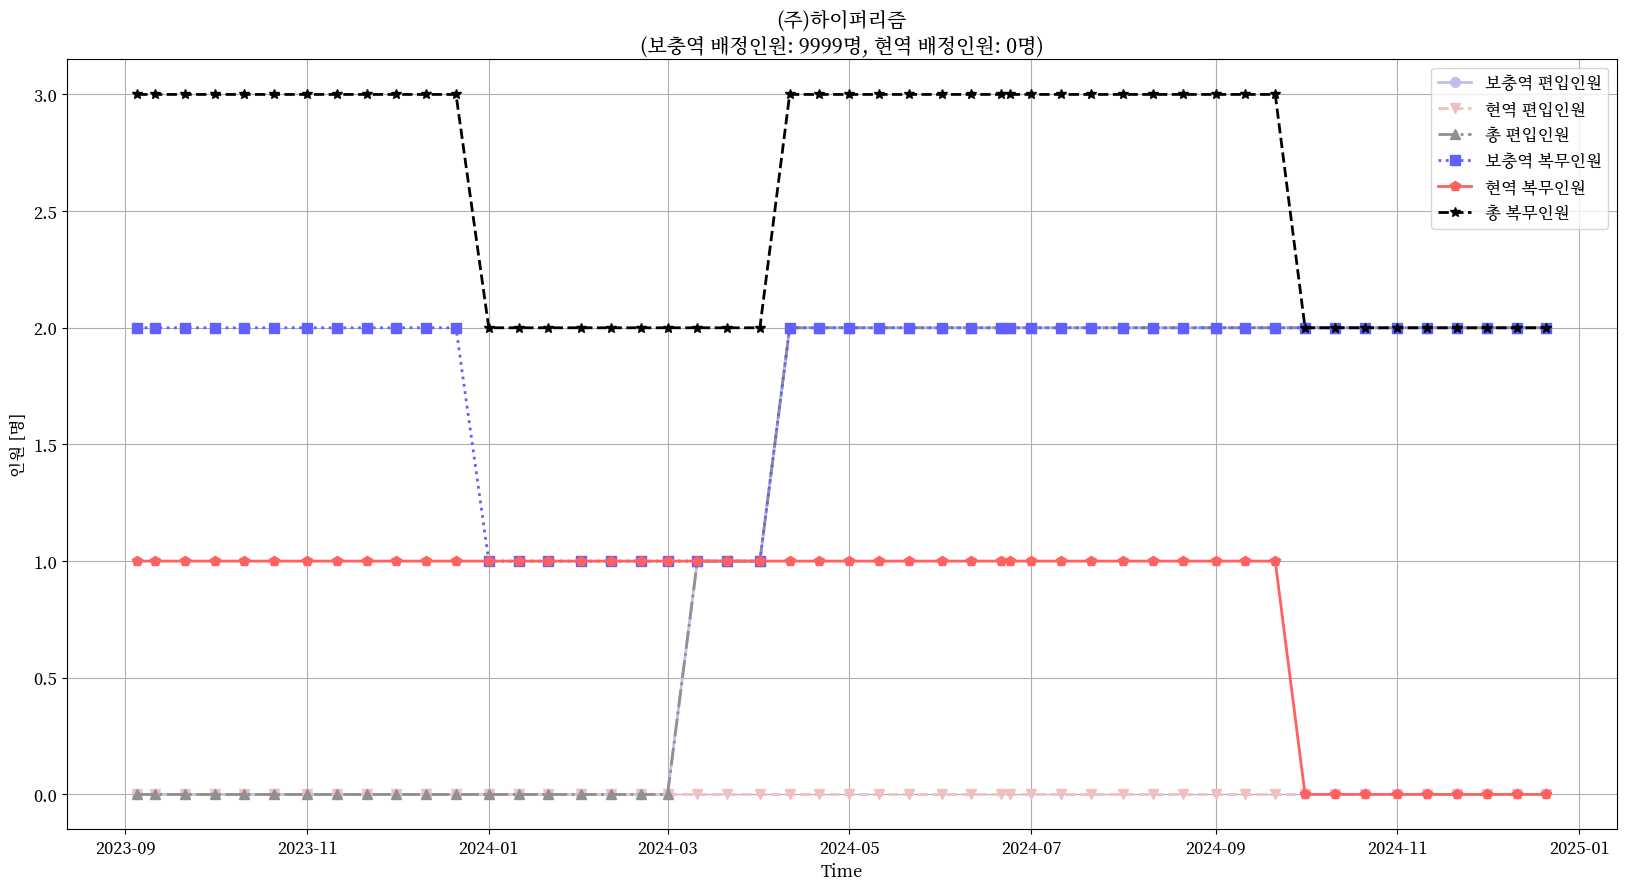 (주)하이퍼리즘
(보충역 배정인원: 9999명, 현역 배정인원: 0명)
보충역 편입인원
현역 편입인원
총 편입인원
보충역 복무인원
현역 복무인원
총 복무인원
3.0
2.5
2.0
1.5
1.0
0.5
0.0
인원 [명]
2023-09
2023-11
2024-01
2024-03
2024-05
2024-07
2024-09
2024-11
2025-01
Time